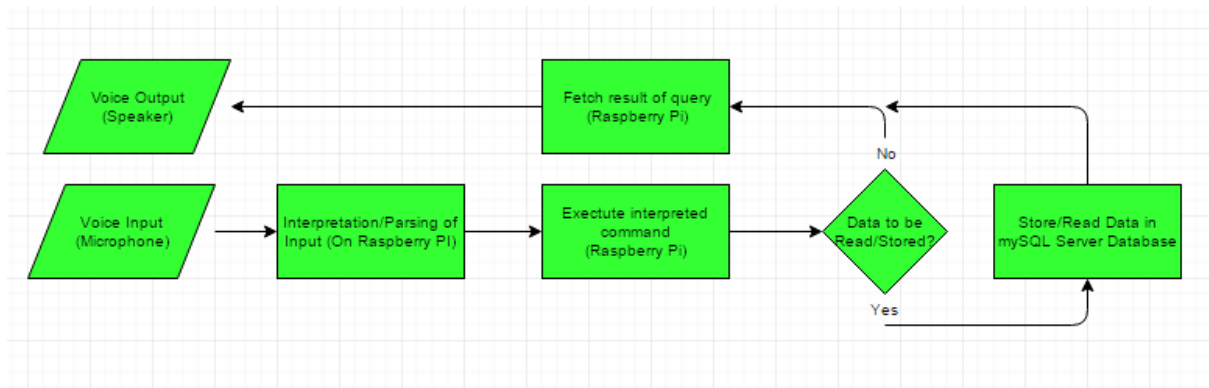 Voice Output
(Speaker)
Fetch result of query
(Raspberry Pi)
No
Voice Input
(Microphone)
Interpretation/Parsing of
Input (On Raspberry PI)
Exectute interpreted
command
(Raspberry Pi)
Data to be
Read/Stored?
Store/Read Data in
mySQL Server Database
Yes